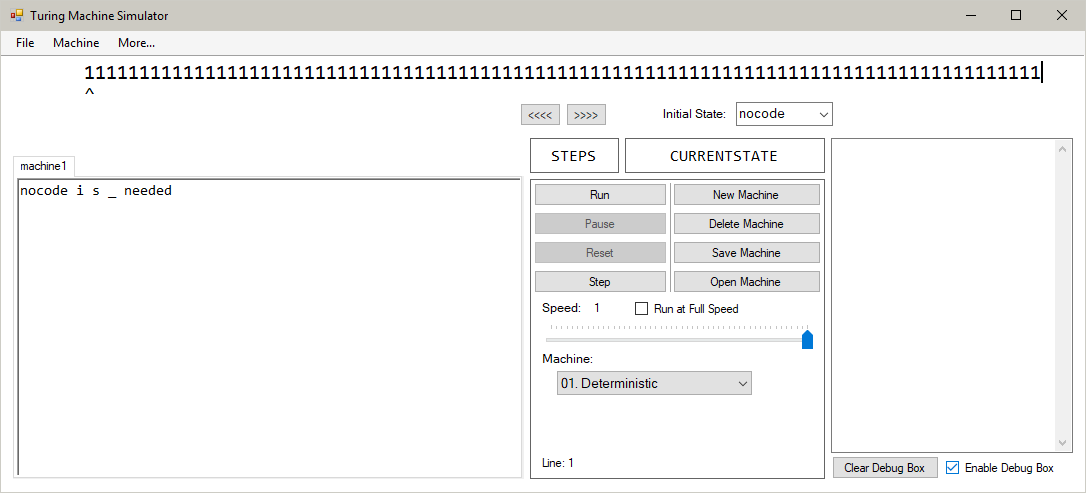 Turing Machine Simulator
File Machine More...
111111111111111111111111111111111111111111111111111111111111111111111111111111111111111
^
<<<< >>>> Initial State: nocode
STEPS CURRENTSTATE
machine1
nocode i s _ needed
Run New Machine
Pause Delete Machine
Reset Save Machine
Step Open Machine
Speed: 1 Run at Full Speed
Machine:
01. Deterministic
Line: 1
Clear Debug Box Enable Debug Box